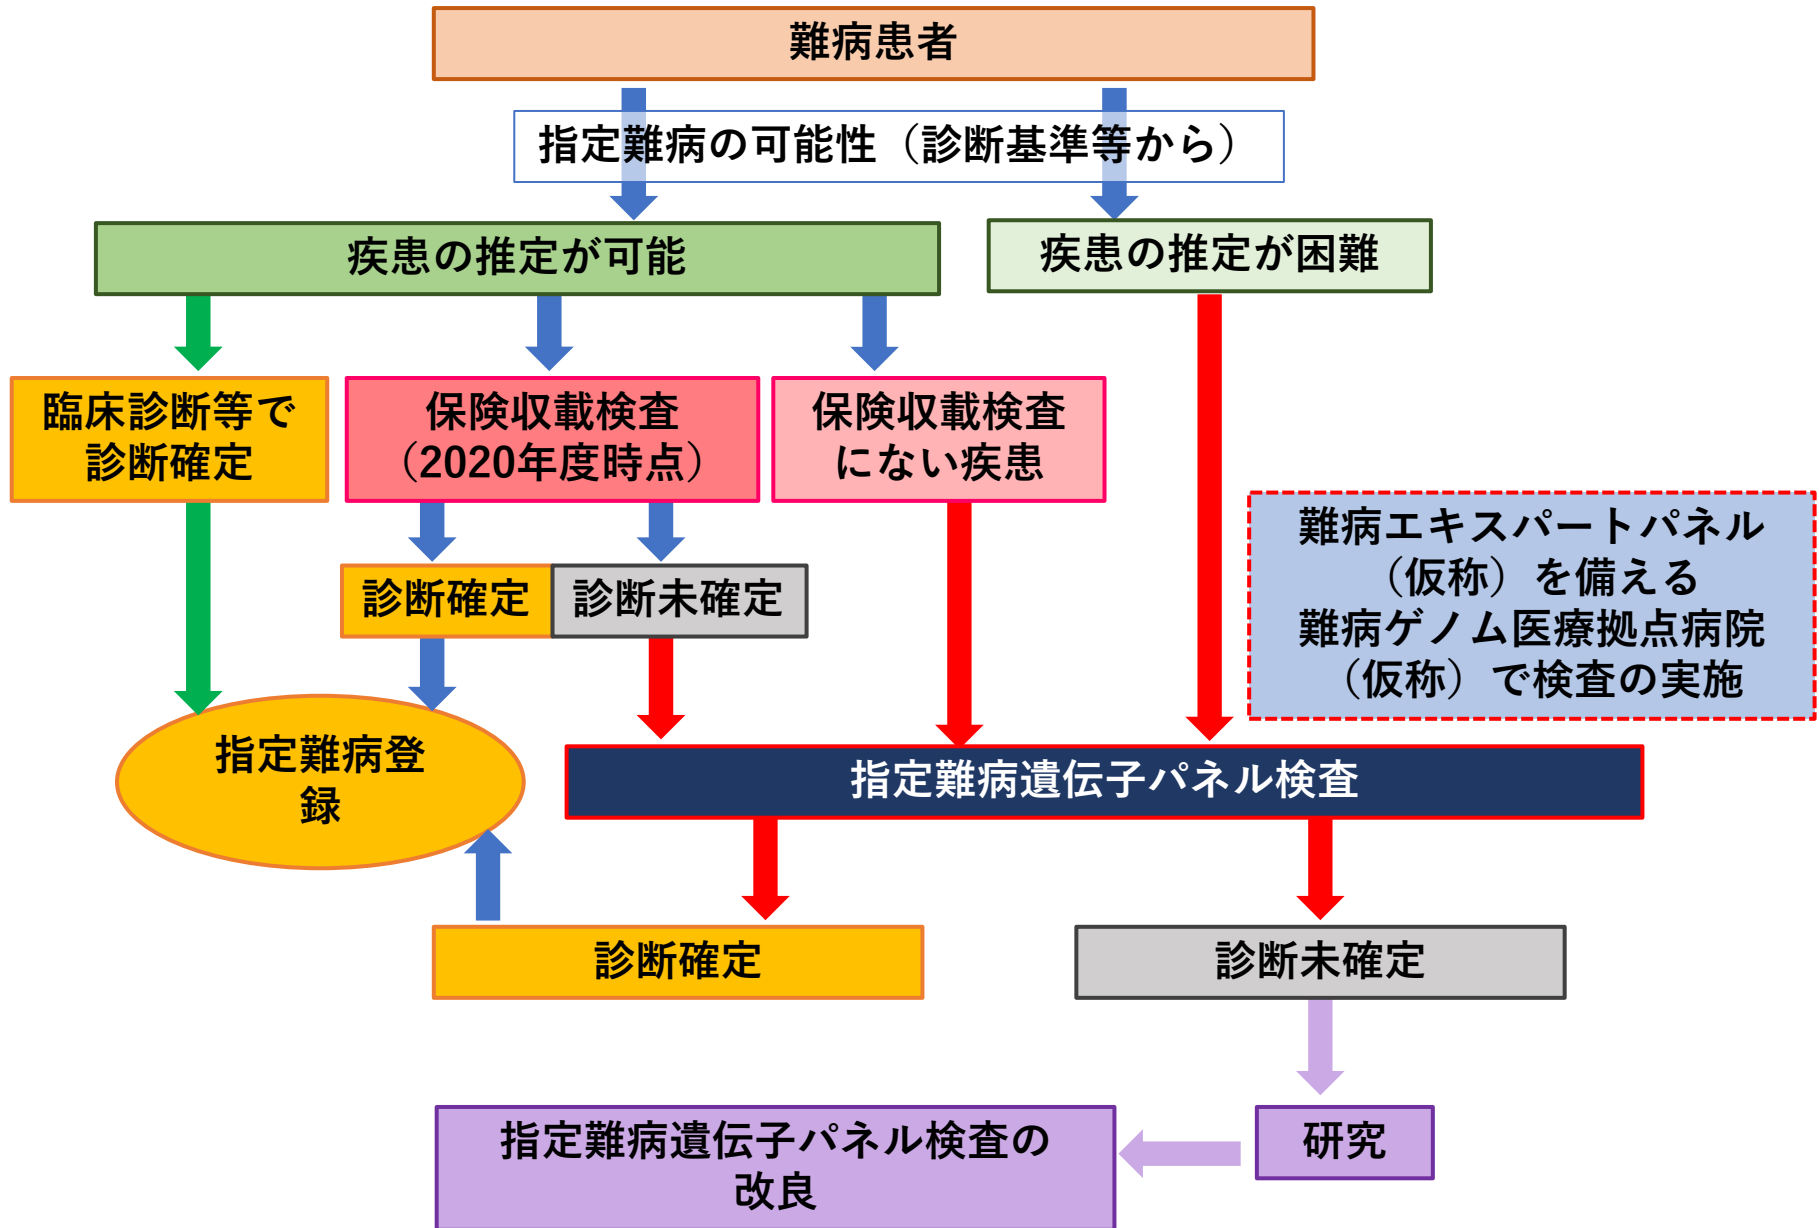 難病患者
指定難病の可能性（診断基準等から）
疾患の推定が可能
疾患の推定が困難
臨床診断等で
診断確定
保険収載検査
（2020年度時点）
保険収載検査
にない疾患
難病エキスパートパネル
（仮称）を備える
難病ゲノム医療拠点病院
（仮称）で検査の実施
診断確定
診断未確定
指定難病登
録
指定難病遺伝子パネル検査
診断確定
診断未確定
指定難病遺伝子パネル検査の
改良
研究